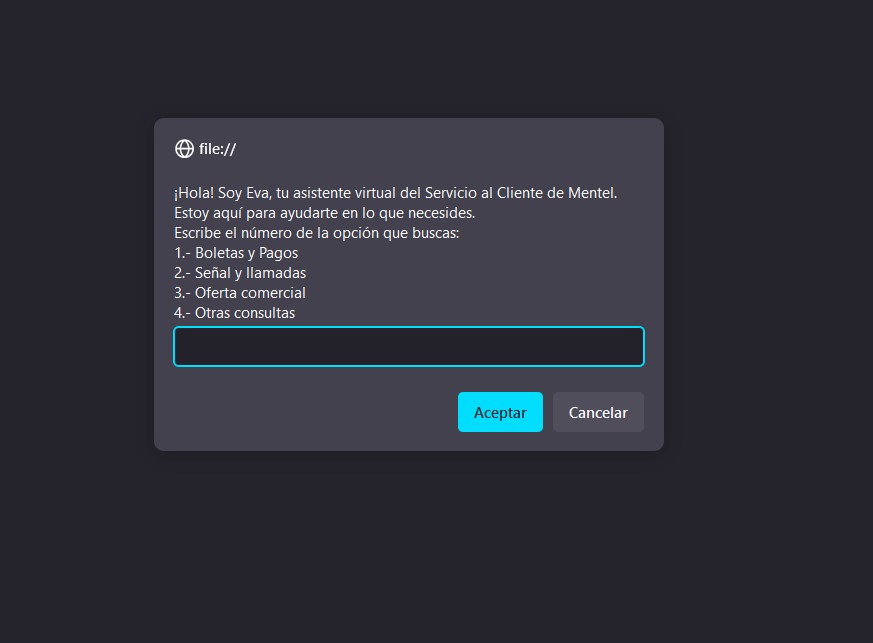 file://
¡Hola! Soy Eva, tu asistente virtual del Servicio al Cliente de Mentel.
Estoy aquí para ayudarte en lo que necesides.
Escribe el número de la opción que buscas:
1.- Boletas y Pagos
2.- Señal y llamadas
3.- Oferta comercial
4.- Otras consultas
Aceptar
Cancelar